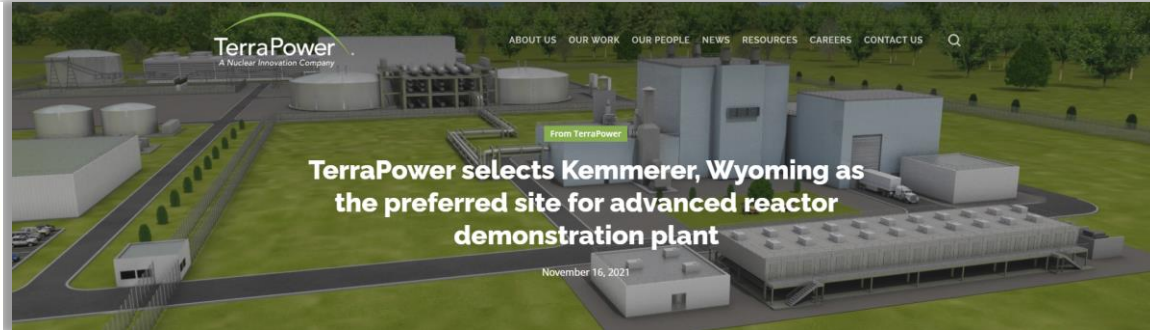 TerraPower
A Nuclear Innovation Company
ABOUT US OUR WORK OUR PEOPLE NEWS RESOURCES CAREERS CONTACT US
From TerraPower
TerraPower selects Kemmerer, Wyoming as
the preferred site for advanced reactor
demonstration plant
November 16, 2021